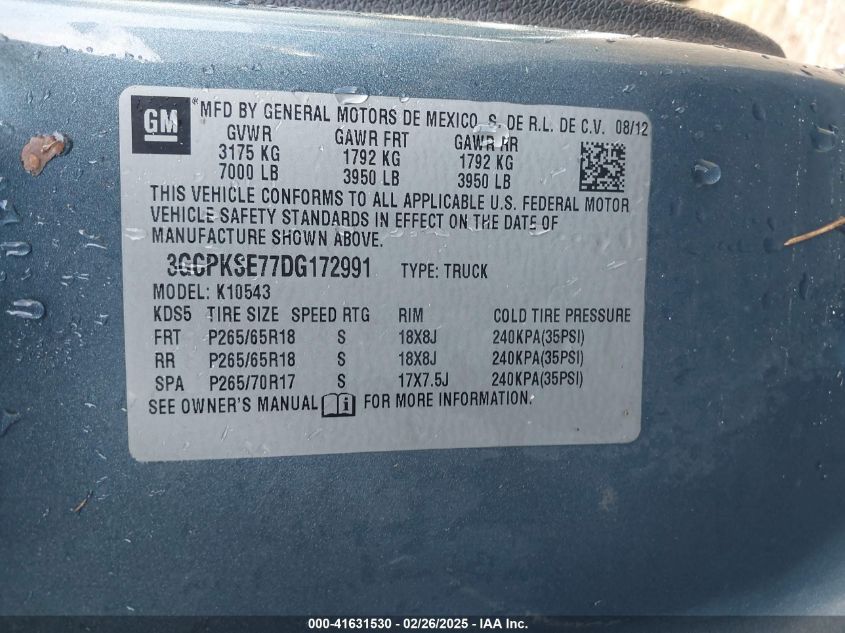 GM
®MFD BY GENERAL MOTORS DE MEXICO S. DE R.L. DE C.V. 08/12
GVWR GAWR FRT GAWR RR
3175 KG 1792 KG 1792 KG
7000 LB 3950 LB 3950 LB
THIS VEHICLE CONFORMS TO ALL APPLICABLE U.S. FEDERAL MOTOR
VEHICLE SAFETY STANDARDS IN EFFECT ON THE DATE OF
MANUFACTURE SHOWN ABOVE.
3GCPKSE77DG172991 TYPE: TRUCK
MODEL: K10543
KDS5 TIRE SIZE SPEED RTG RIM COLD TIRE PRESSURE
FRT P265/65R18 S 18X8J 240KPA(35PSI)
RR P265/65R18 S 18X8J 240KPA(35PSI)
SPA P265/70R17 S 17X7.5J 240KPA(35PSI)
SEE OWNER'S MANUAL i FOR MORE INFORMATION.
000-41631530 - 02/26/2025 - IAA Inc.